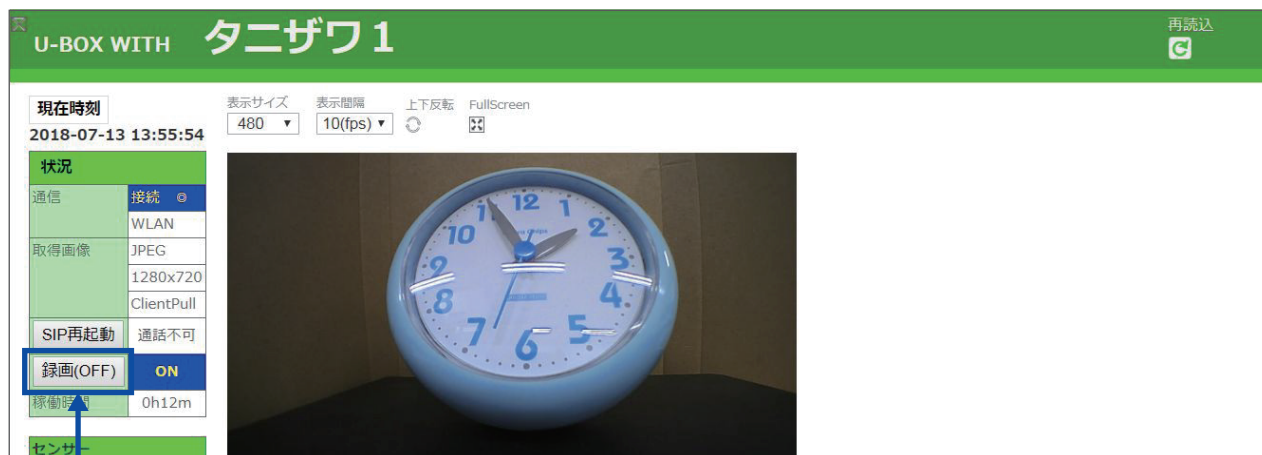 U-BOX WITH タニザワ1
再読込
現在時刻
2018-07-13 13:55:54
表示サイズ 表示間隔 上下反転 FullScreen
480 ▼ 10(fps) ▼
状況
通信 接続 ◎
WLAN
取得画像 JPEG
1280x720
ClientPull
SIP再起動 通話不可
録画(OFF) ON
稼働時間 0h12m
センサー
12
1
2
3
4
5
6
7
8
9
10
11